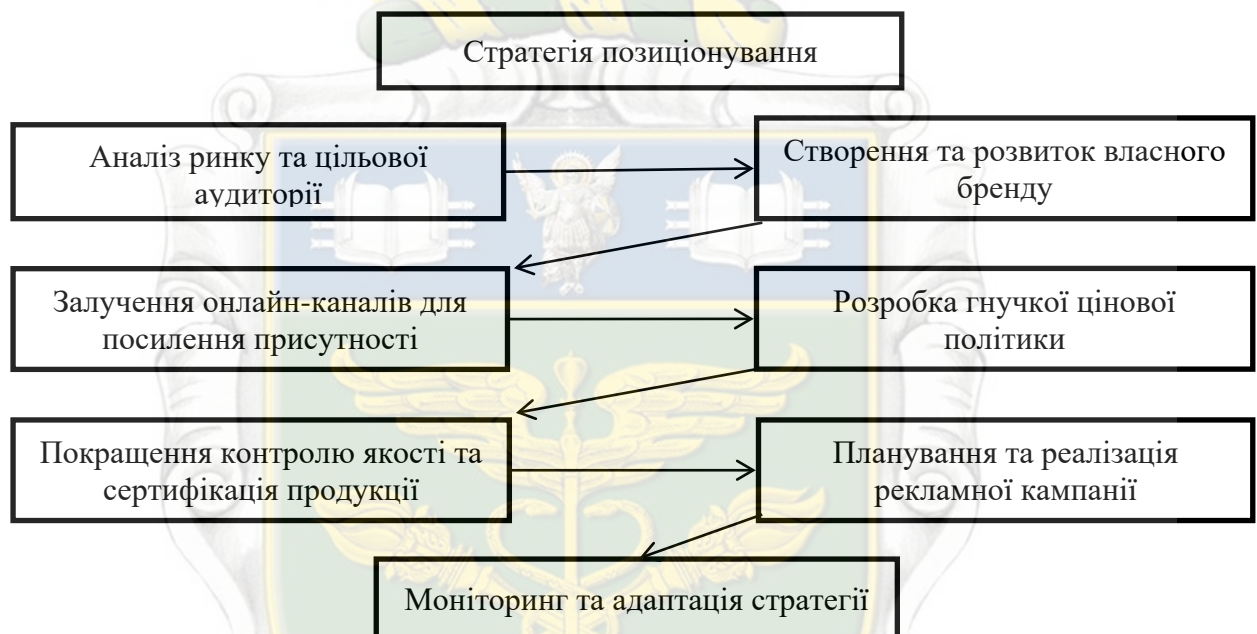 Стратегія позиціонування
Аналіз ринку та цільової
аудиторії
Створення та розвиток власного
бренду
Залучення онлайн-каналів для
посилення присутності
Розробка гнучкої цінової
політики
Покращення контролю якості та
сертифікація продукції
Планування та реалізація
рекламної кампанії
Моніторинг та адаптація стратегії